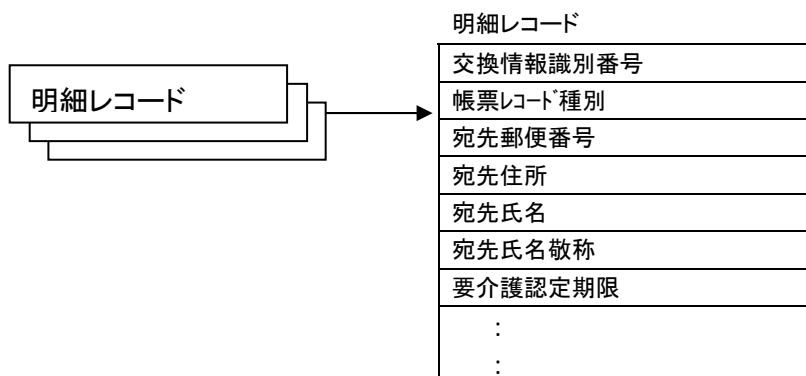 明細レコード
明細レコード
交換情報識別番号
帳票ﾚｺｰﾄﾞ種別
宛先郵便番号
宛先住所
宛先氏名
宛先氏名敬称
要介護認定期限
:
: